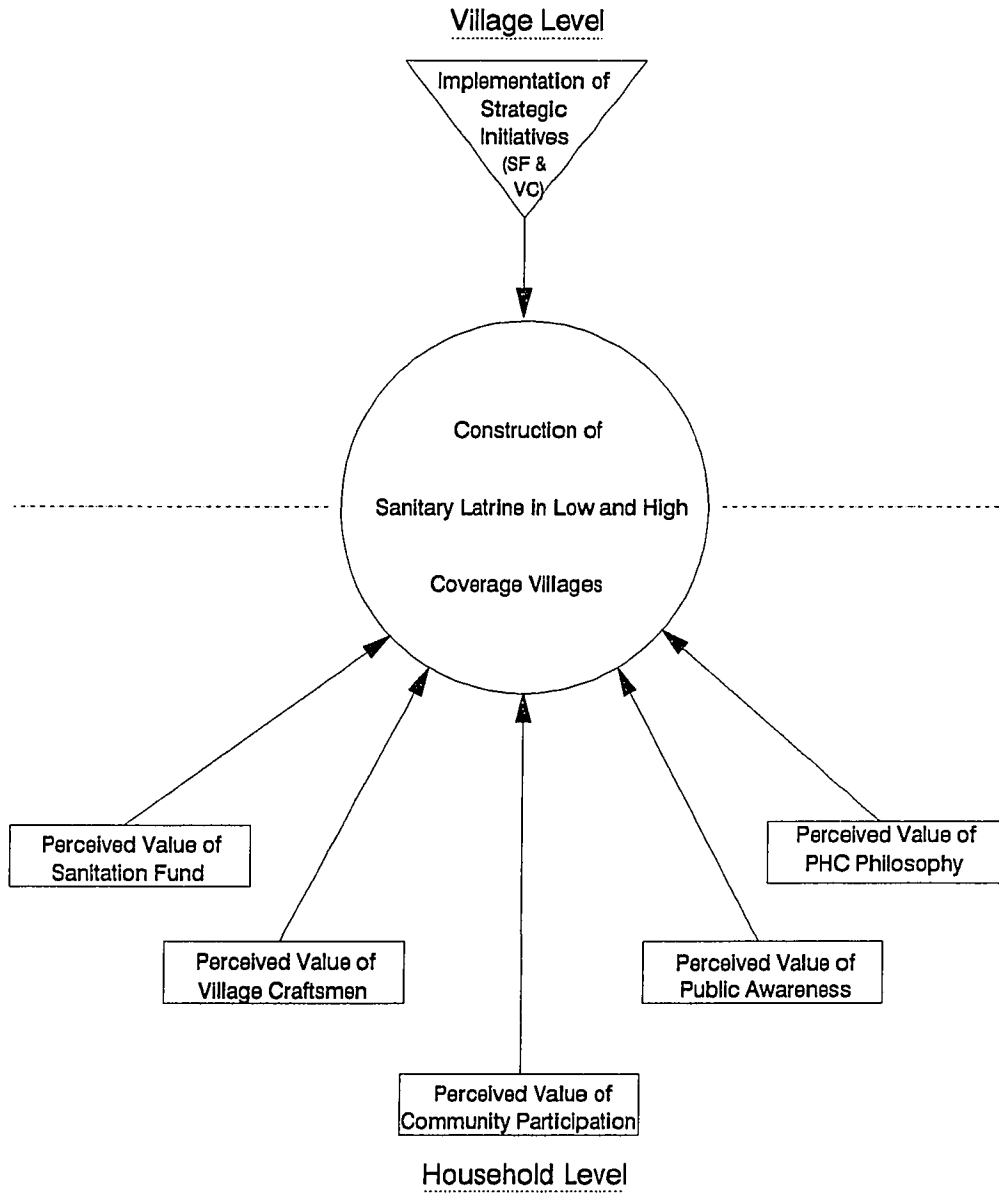 Village Level
Implementation of
Strategic
Initiatives
(SF &
VC)
Construction of
Sanitary Latrine in Low and High
Coverage Villages
Perceived Value of
Sanitation Fund
Perceived Value of
PHC Philosophy
Perceived Value of
Village Craftsmen
Perceived Value of
Public Awareness
Perceived Value of
Community Participation
Household Level